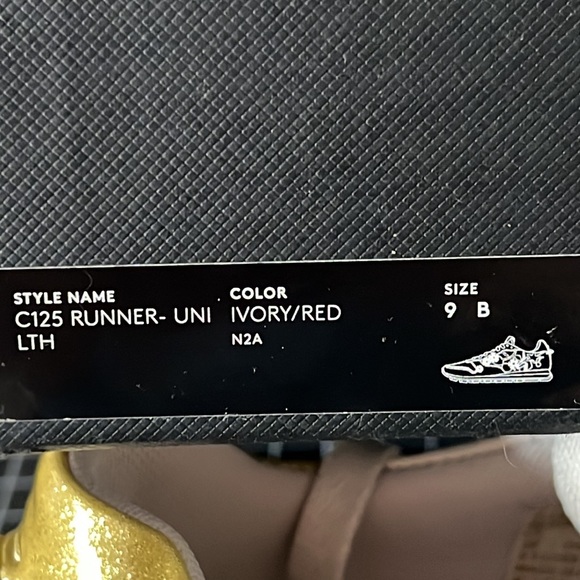 STYLE NAME
C125 RUNNER- UNI
LTH
COLOR
IVORY/RED
N2A
SIZE
9 B